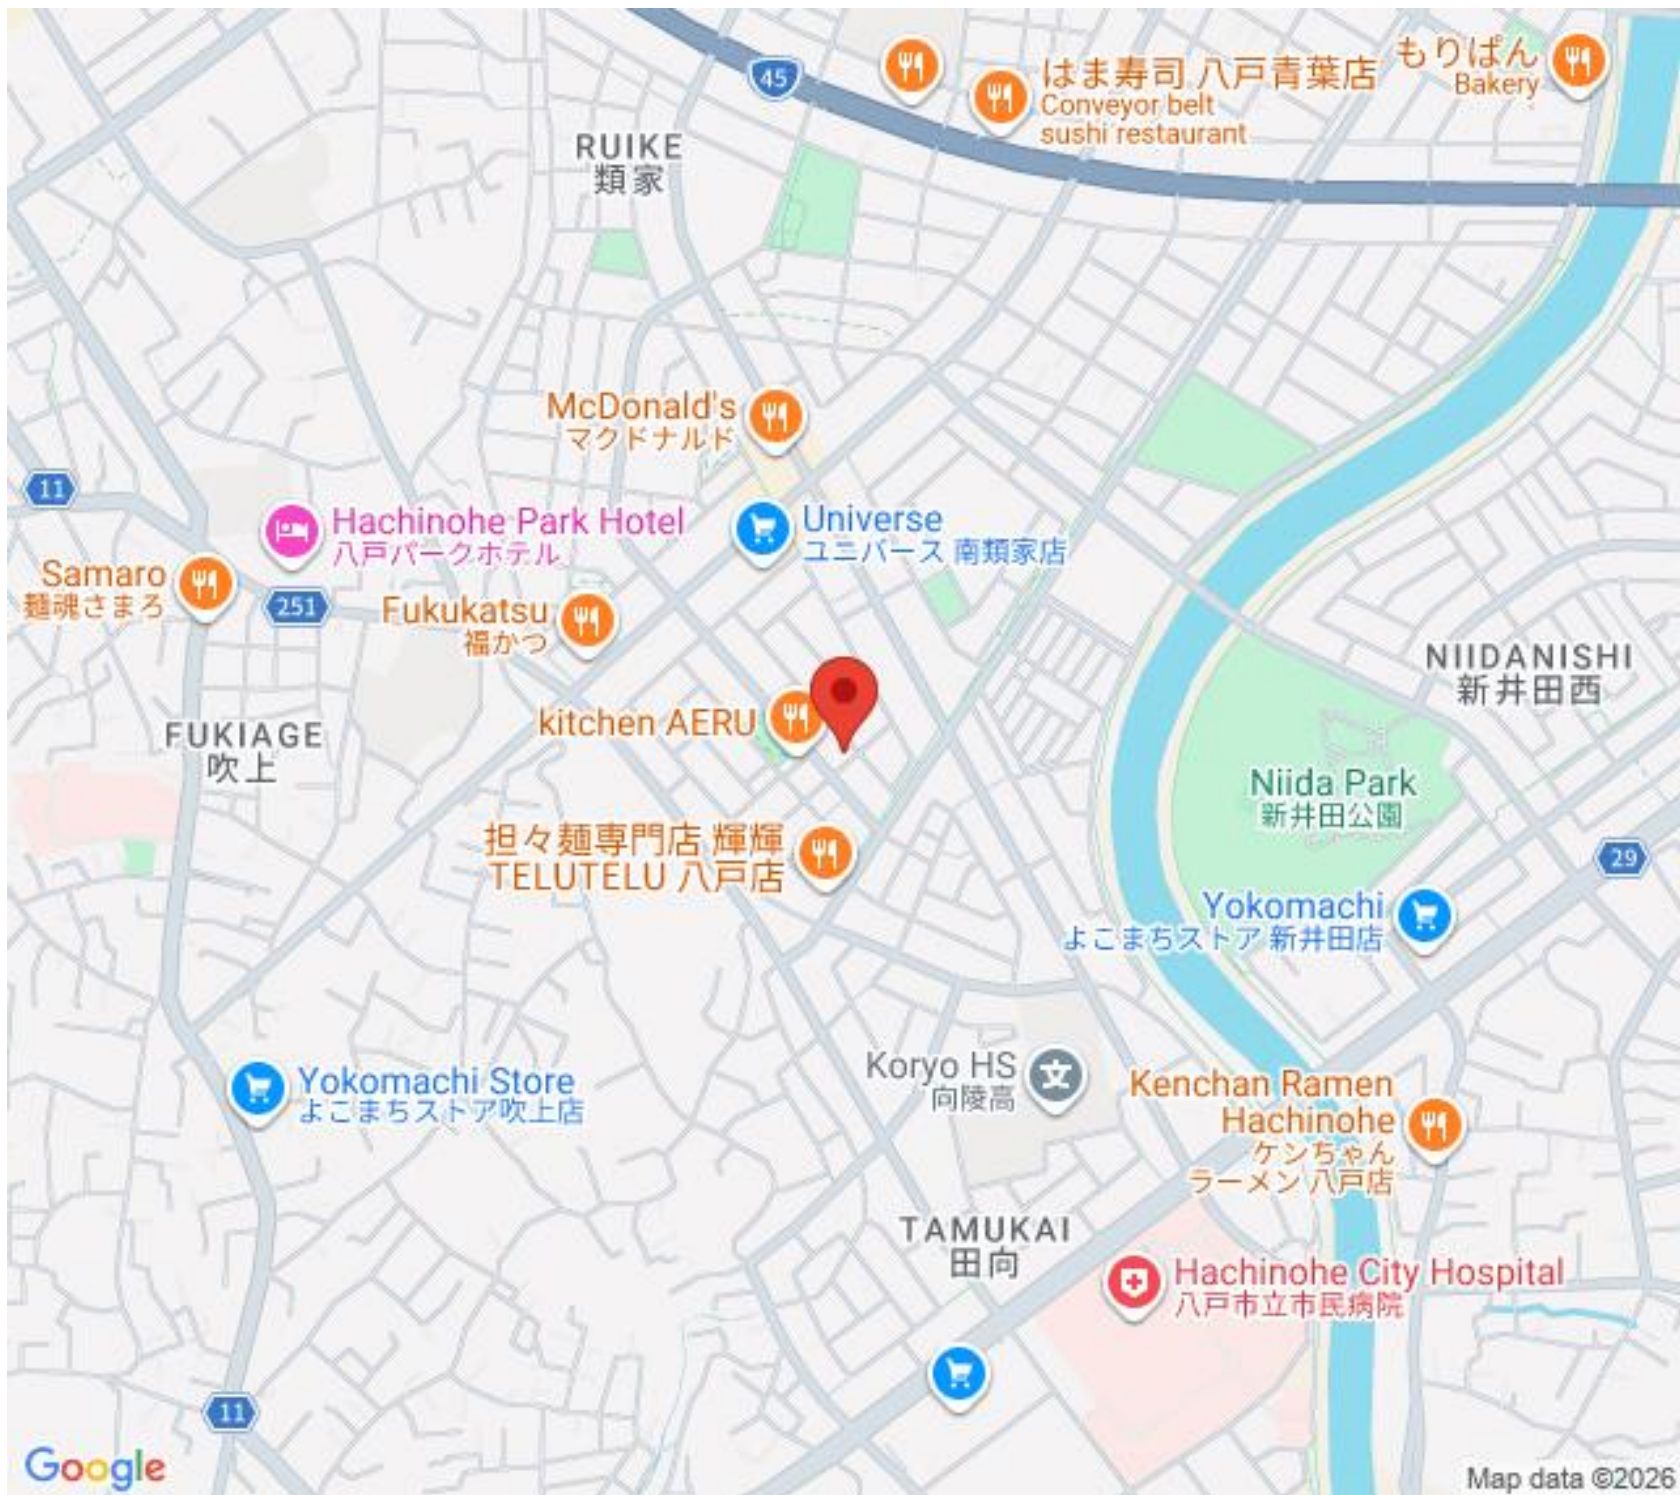 45
はま寿司 八戸青葉店
Conveyor belt
sushi restaurant
もりぱん
Bakery
RUIKE
類家
McDonald's
マクドナルド
11
Hachinohe Park Hotel
八戸パークホテル
Universe
ユニバース 南類家店
Samaro
麺魂さまろ
251
Fukukatsu
福かつ
NIIDANISHI
新井田西
kitchen AERU
FUKIAGE
吹上
Niida Park
新井田公園
担々麺専門店 輝輝
TELUTELU 八戸店
29
Yokomachi
よこまちストア 新井田店
Koryo HS
向陵高
文
Yokomachi Store
よこまちストア吹上店
Kenchan Ramen
Hachinohe
ケンちゃん
ラーメン 八戸店
TAMUKAI
田向
Hachinohe City Hospital
八戸市立市民病院
11
Google
Map data ©2026